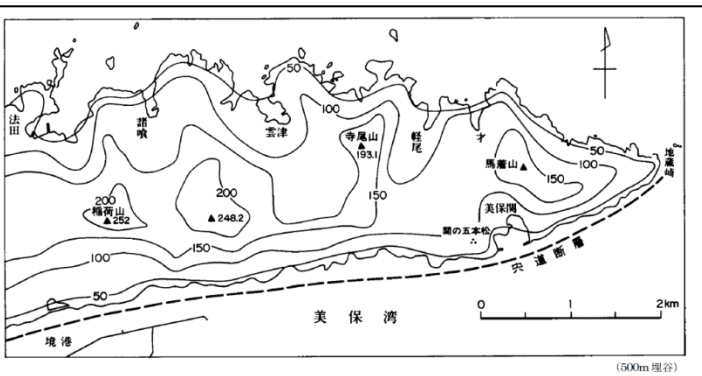 50
100
法田
諸喰
雲津
寺尾山
193.1
軽尾
才
馬着山
50
100
150
地蔵崎
200
稲荷山
252
200
248.2
150
美保関
関の五本松
150
100
50
宍道断層
美保湾
境港
0 1 2km
(500m埋谷)